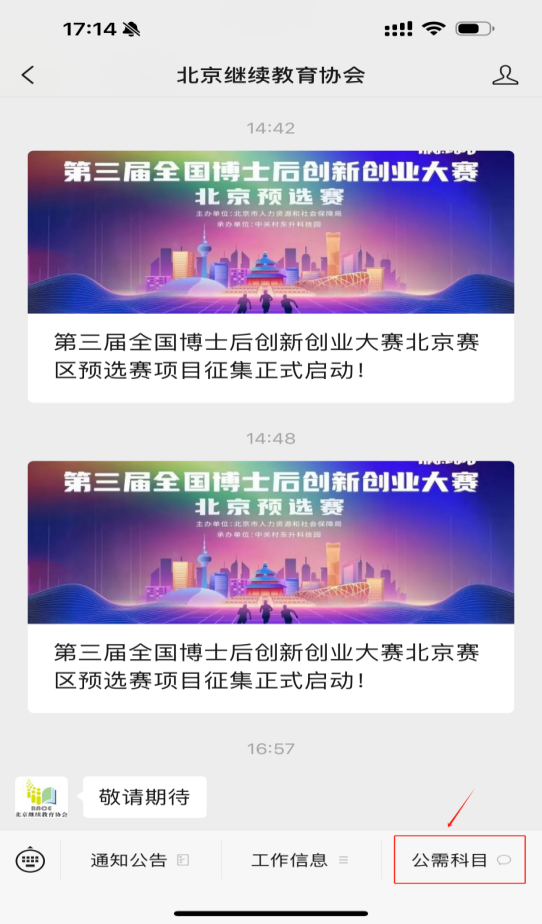 17:14
北京继续教育协会
14:42
第三届全国博士后创新创业大赛
北京预选赛
主办单位:北京市人力资源和社会保障局
承办单位:中关村东升科技园
第三届全国博士后创新创业大赛北京赛
区预选赛项目征集正式启动!
14:48
第三届全国博士后创新创业大赛
北京预选赛
主办单位:北京市人力资源和社会保障局
承办单位:中关村东升科技园
第三届全国博士后创新创业大赛北京赛
区预选赛项目征集正式启动!
16:57
敬请期待
北京继续教育协会
通知公告
工作信息
公需科目